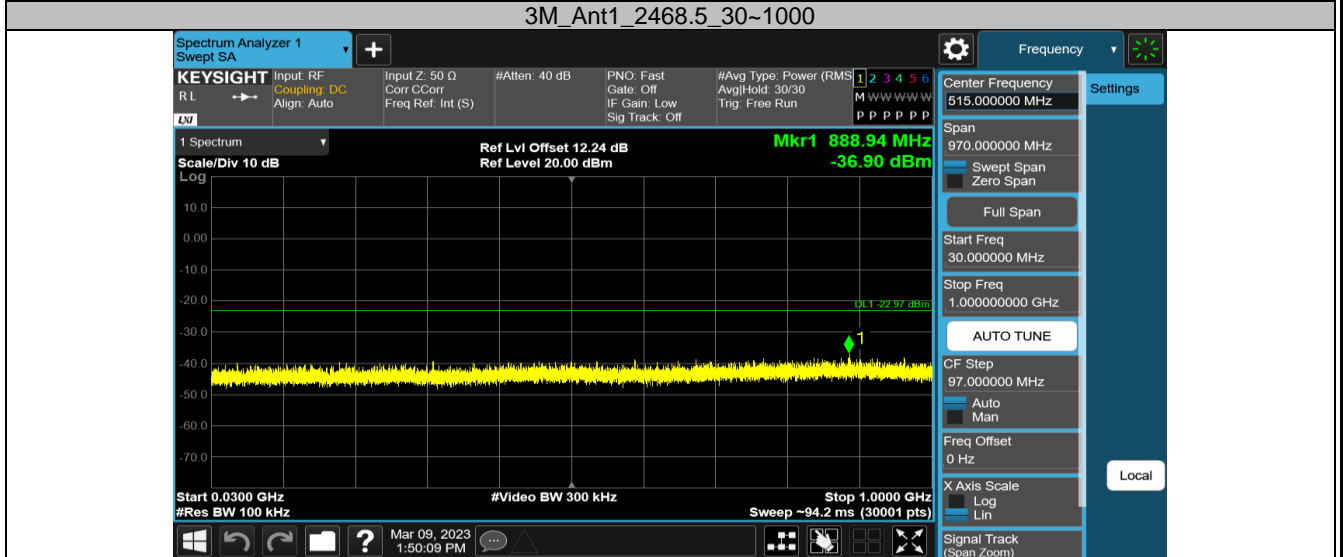 3M_Ant1_2468.5_30~1000
Spectrum Analyzer 1
Swept SA
+
Frequency
KEYSIGHT
R L
LXI
Input: RF
Coupling: DC
Align: Auto
Input Z: 50 Ω
Corr CCorr
Freq Ref: Int (S)
#Atten: 40 dB
PNO: Fast
Gate: Off
IF Gain: Low
Sig Track: Off
#Avg Type: Power (RMS
Avg|Hold: 30/30
Trig: Free Run
1 2 3 4 5 6
M W W W W W
P P P P P P
1 Spectrum
Scale/Div 10 dB
Log
Ref Lvl Offset 12.24 dB
Ref Level 20.00 dBm
Mkr1 888.94 MHz
-36.90 dBm
10.0
0.00
-10.0
-20.0
DL1 -22.97 dBm
-30.0
1
-40.0
-50.0
-60.0
-70.0
Start 0.0300 GHz
#Res BW 100 kHz
#Video BW 300 kHz
Stop 1.0000 GHz
Sweep ~94.2 ms (30001 pts)
Center Frequency
515.000000 MHz
Settings
Span
970.000000 MHz
Swept Span
Zero Span
Full Span
Start Freq
30.000000 MHz
Stop Freq
1.000000000 GHz
AUTO TUNE
CF Step
97.000000 MHz
Auto
Man
Freq Offset
0 Hz
X Axis Scale
Log
Lin
Local
Signal Track
(Span Zoom)
?
Mar 09, 2023
1:50:09 PM